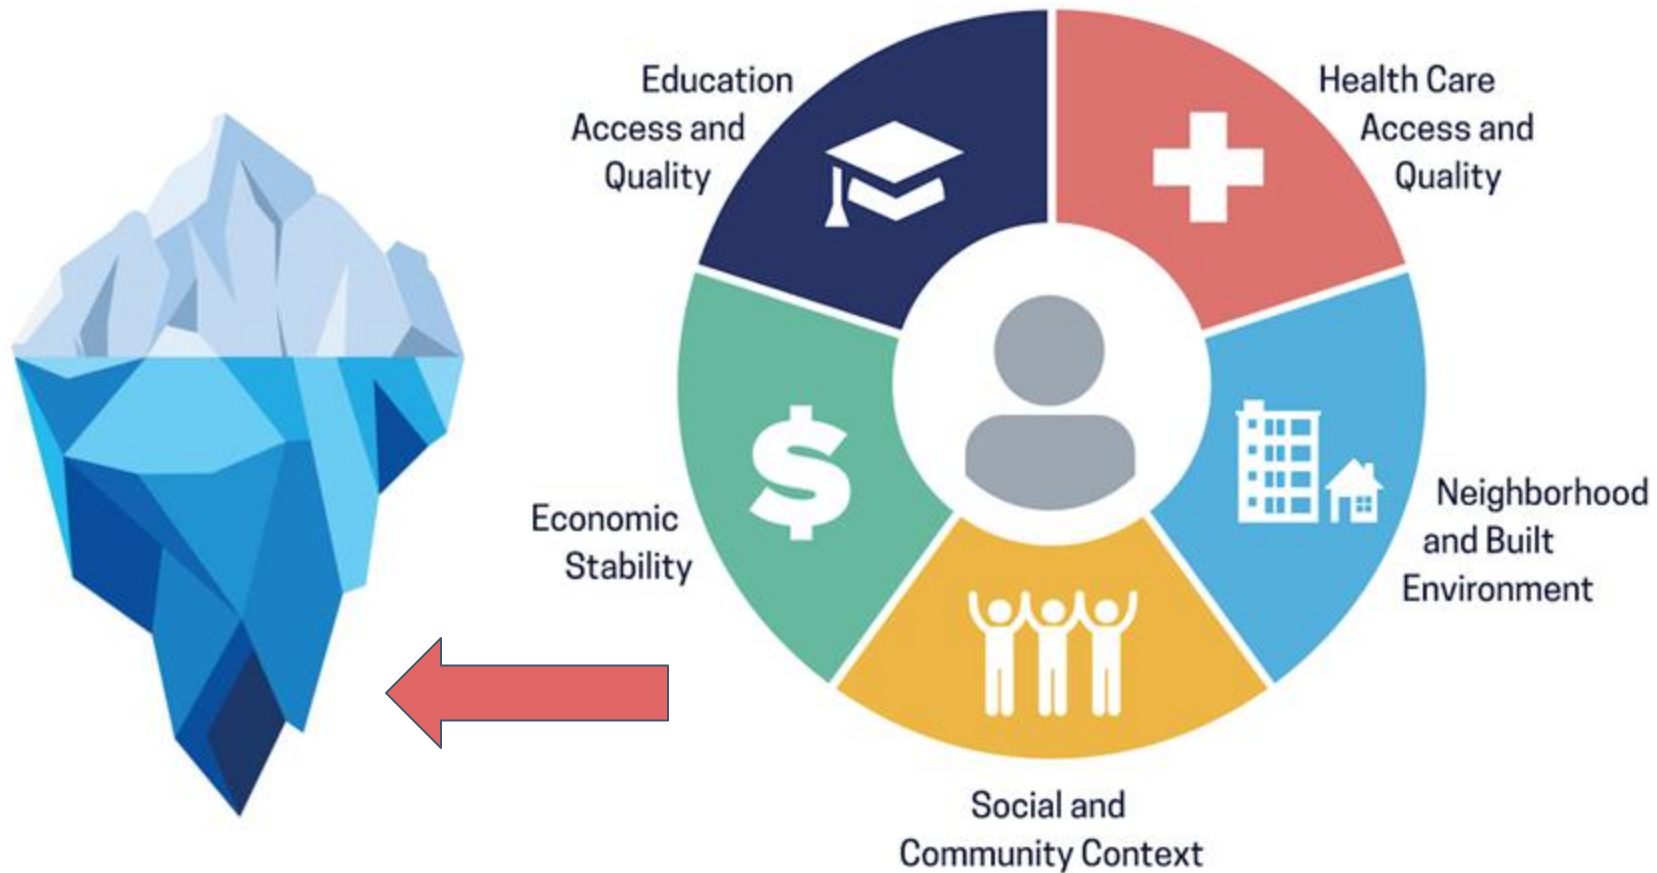 Education
Access and
Quality
Health Care
Access and
Quality
Economic
Stability
$
Neighborhood
and Built
Environment
Social and
Community Context